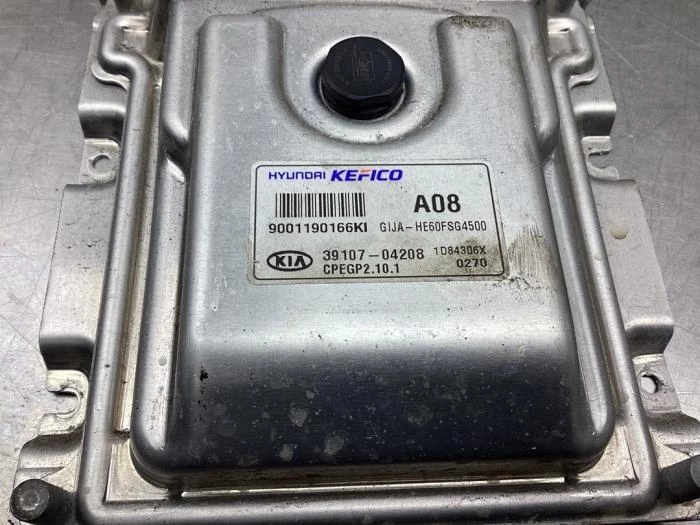 HYUNDAI KEFICO
A08
9001190166KI GIJA-HE60FSG4500
KIA 39107-04208 1D84306X
CPEGP2.10.1 0270